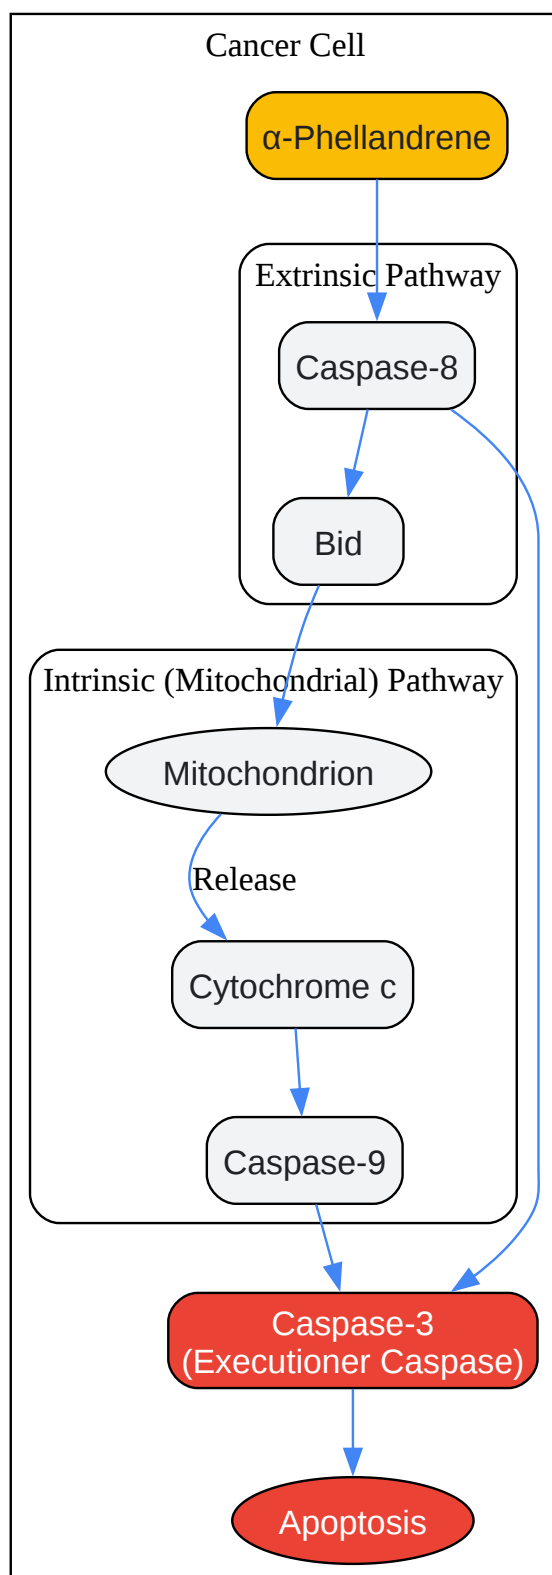 Cancer Cell
α-Phellandrene
Extrinsic Pathway
Caspase-8
Bid
Intrinsic (Mitochondrial) Pathway
Mitochondrion
Release
Cytochrome c
Caspase-9
Caspase-3
(Executioner Caspase)
Apoptosis